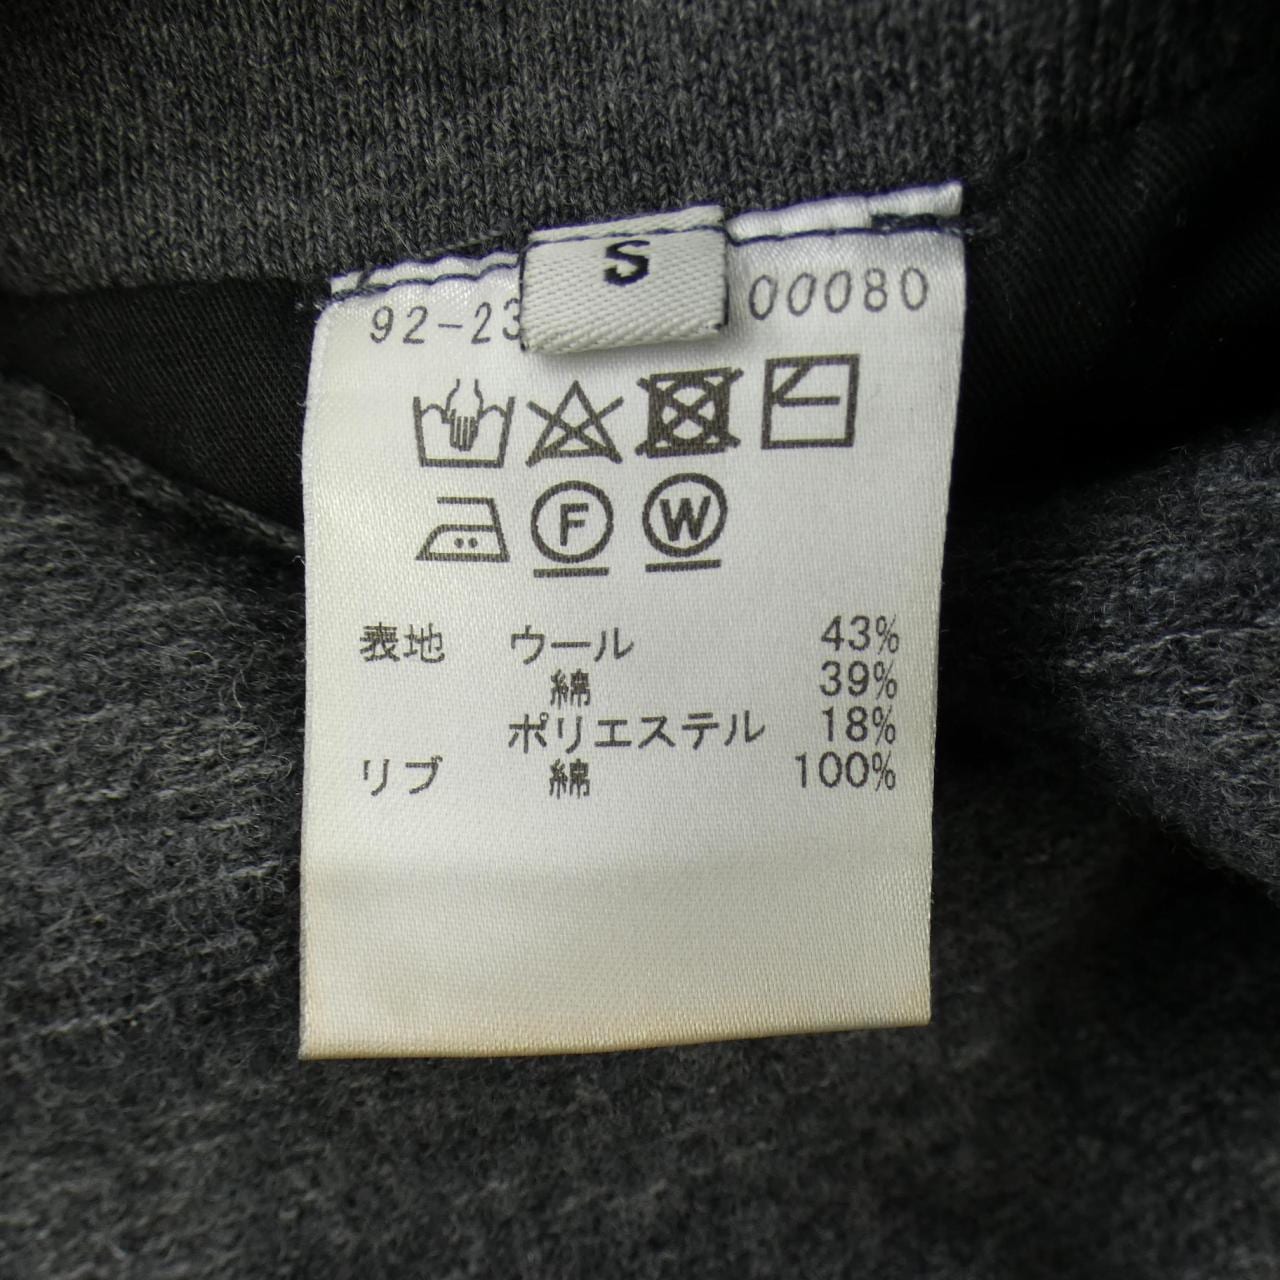 S
92-23 00080
F W
表地 ウール 43%
綿 39%
ポリエステル 18%
リブ 綿 100%